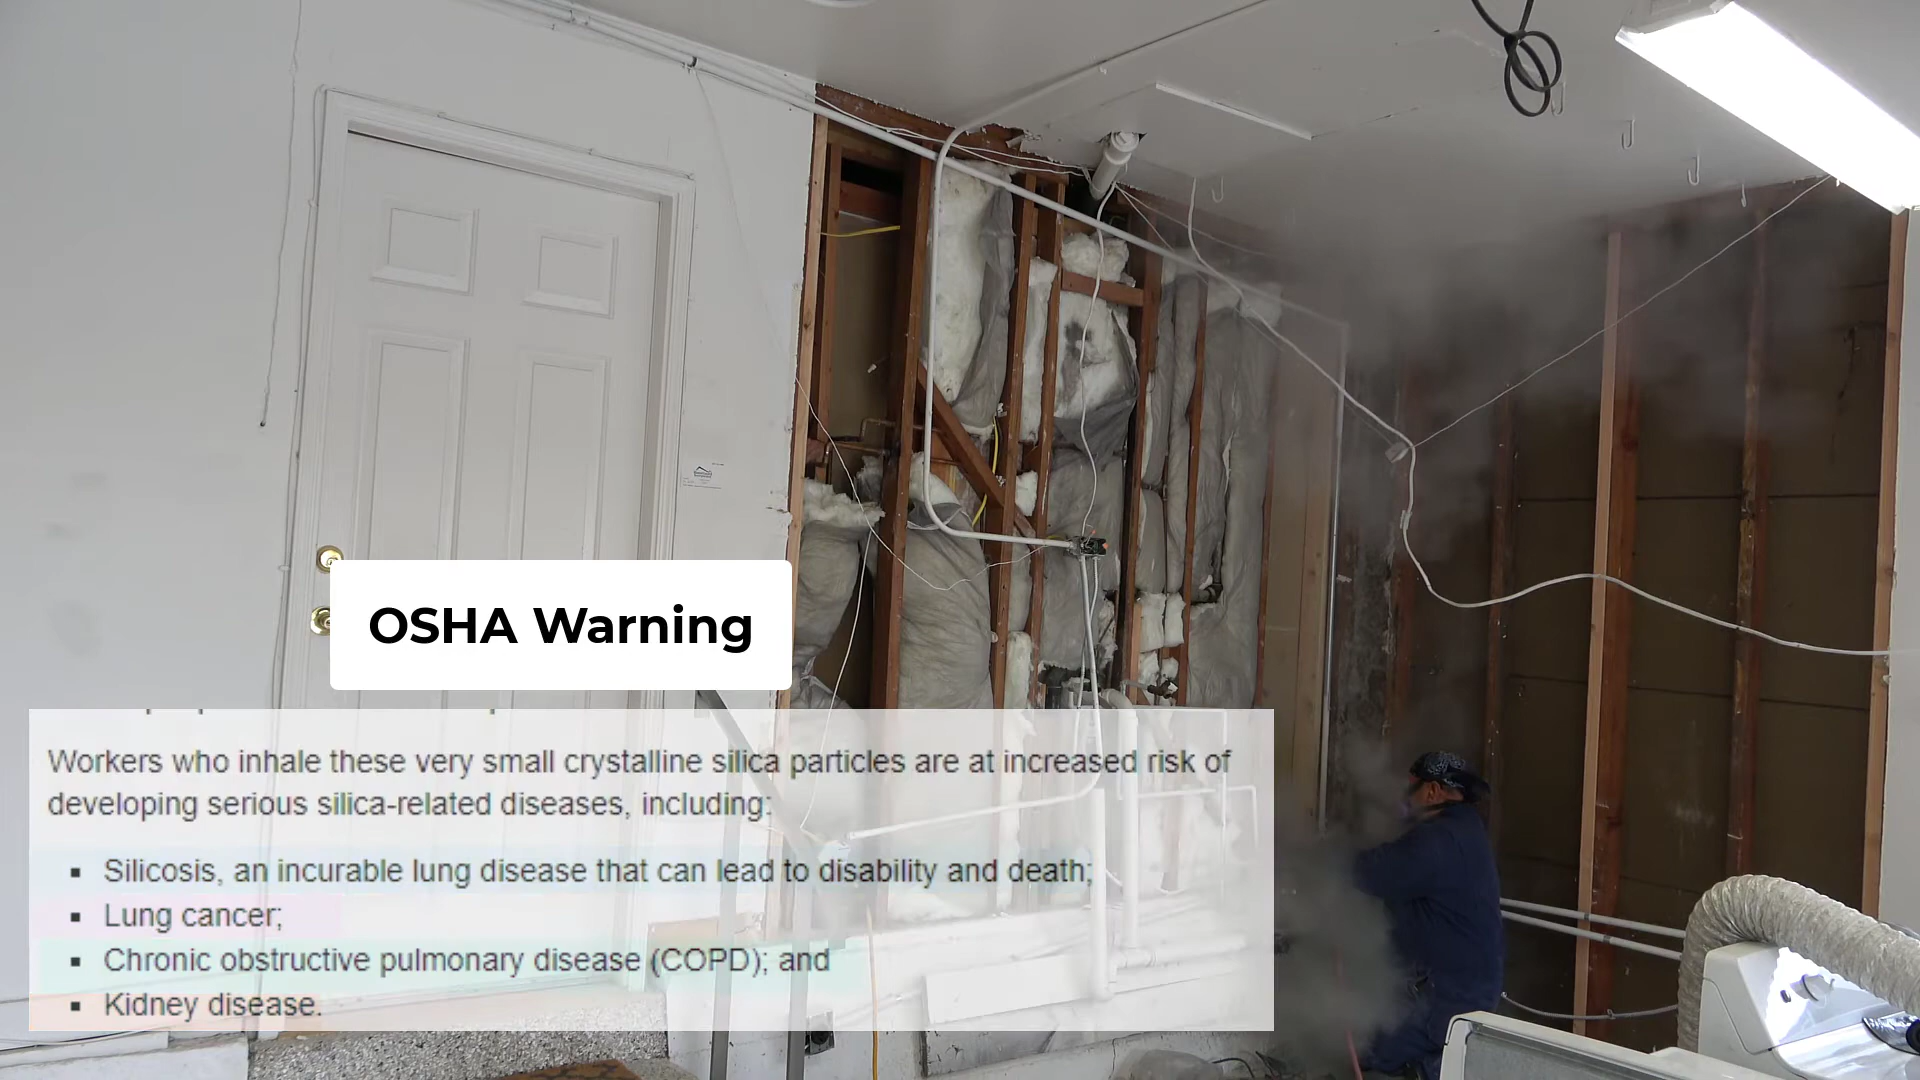 OSHA Warning
Workers who inhale these very small crystalline silica particles are at increased risk of
developing serious silica-related diseases, including:
▪ Silicosis, an incurable lung disease that can lead to disability and death;
▪ Lung cancer;
▪ Chronic obstructive pulmonary disease (COPD); and
▪ Kidney disease.